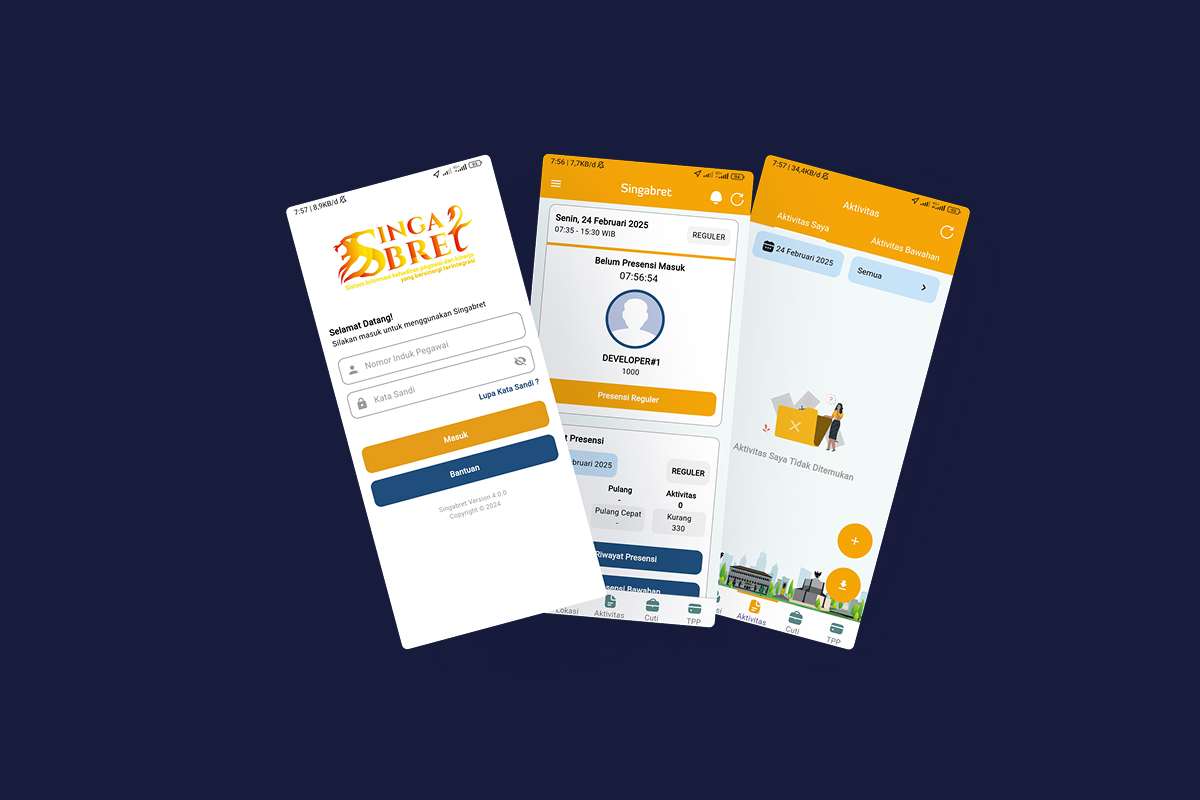 7:57 | 8,9KB/d
92
SINGA
BRET
Sistem informasi kehadiran pegawai dan kinerja
yang bersinergi terintegrasi
Selamat Datang!
Silakan masuk untuk menggunakan Singabret
Nomor Induk Pegawai
Kata Sandi
Lupa Kata Sandi ?
Masuk
Bantuan
Singabret Version 4.0.0
Copyright © 2024
7:56 | 7,7KB/d
Singabret
Senin, 24 Februari 2025
07:35 - 15:30 WIB
REGULER
Belum Presensi Masuk
07:56:54
DEVELOPER#1
1000
Presensi Reguler
t Presensi
bruari 2025
REGULER
Pulang
-
Aktivitas
0
Pulang Cepat
-
Kurang
330
Riwayat Presensi
sensi Bawahan
Lokasi
Aktivitas
Cuti
TPP
7:57 | 34,4KB/d
Aktivitas
Aktivitas Saya
Aktivitas Bawahan
24 Februari 2025
Semua
Aktivitas Saya Tidak Ditemukan
si
Aktivitas
Cuti
TPP